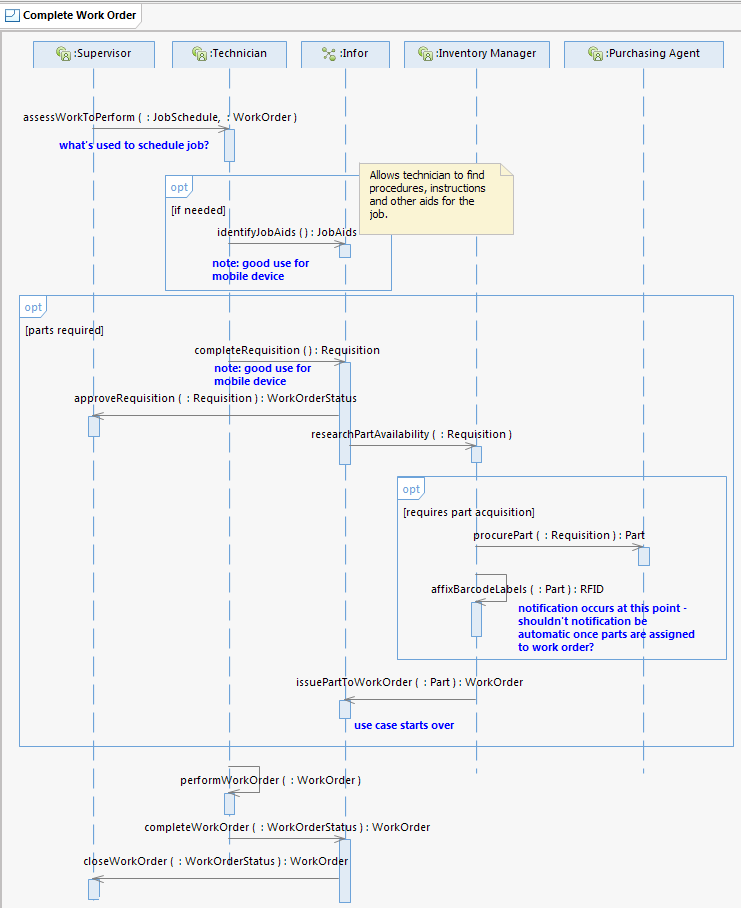 Complete Work Order
:Supervisor
:Technician
:Infor
:Inventory Manager
:Purchasing Agent
assessWorkToPerform ( : JobSchedule, : WorkOrder )
what's used to schedule job?
Allows technician to find
procedures, instructions
and other aids for the
job.
opt
[if needed]
identifyJobAids ( ) : JobAids
note: good use for
mobile device
opt
[parts required]
completeRequisition ( ) : Requisition
note: good use for
mobile device
approveRequisition ( : Requisition ) : WorkOrderStatus
researchPartAvailability ( : Requisition )
opt
[requires part acquisition]
procurePart ( : Requisition ) : Part
affixBarcodeLabels ( : Part ) : RFID
notification occurs at this point -
shouldn't notification be
automatic once parts are assigned
to work order?
issuePartToWorkOrder ( : Part ) : WorkOrder
use case starts over
performWorkOrder ( : WorkOrder )
completeWorkOrder ( : WorkOrderStatus ) : WorkOrder
closeWorkOrder ( : WorkOrderStatus ) : WorkOrder